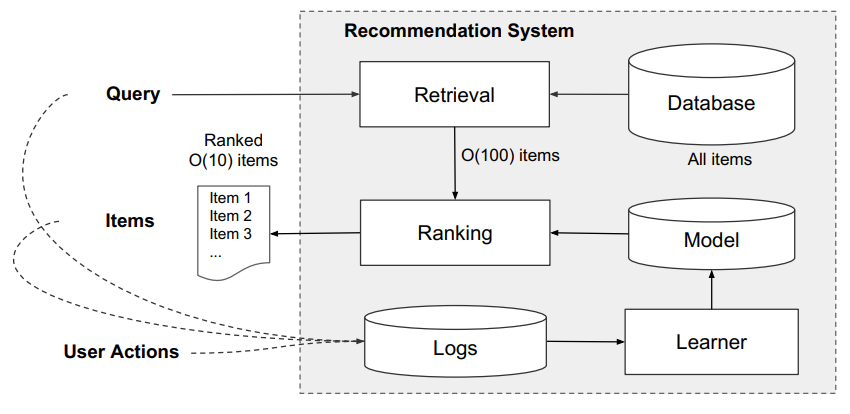 Recommendation System
Query
Retrieval
Database
All items
O(100) items
Ranked
O(10) items
Item 1
Item 2
Item 3
...
Items
Ranking
Model
User Actions
Logs
Learner